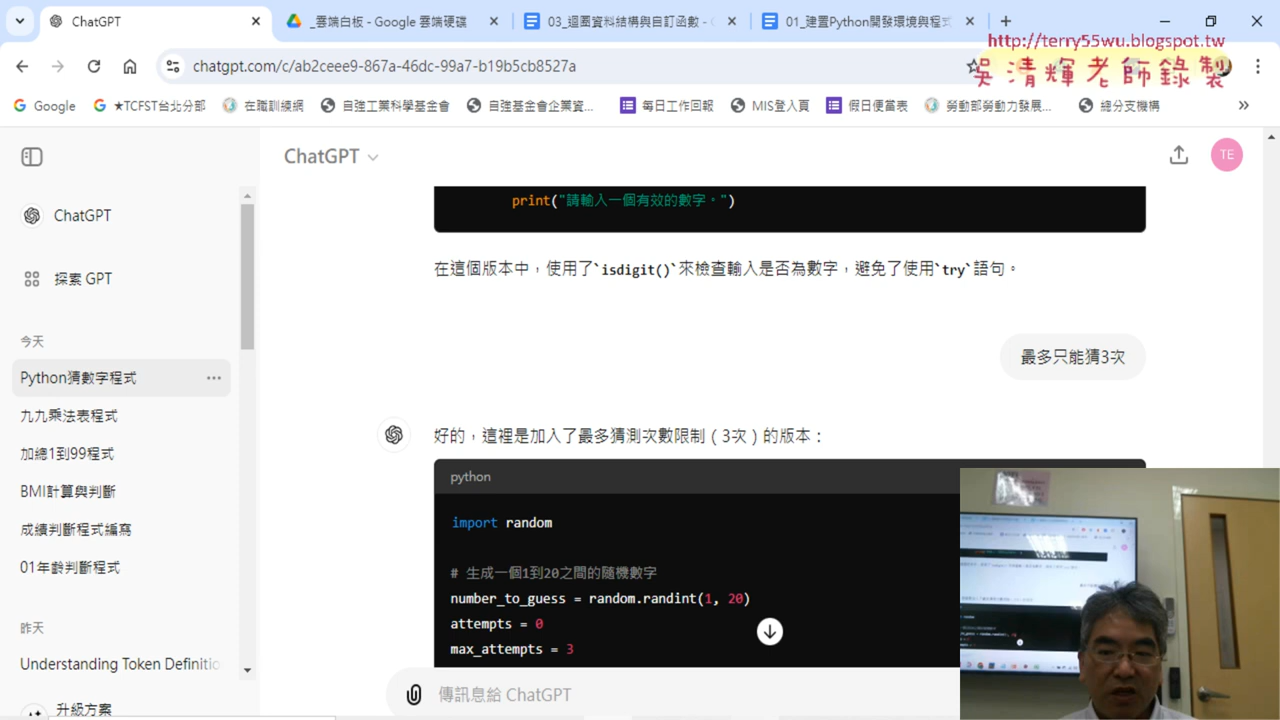 ChatGPT
_雲端白板 - Google 雲端硬碟
03_迴圈資料結構與自訂函數 - G
01_建置Python開發環境與程式
http://terry55wu.blogspot.tw
chatgpt.com/c/ab2ceee9-867a-46dc-99a7-b19b5cb8527a
吳清輝老師錄製
Google
★TCFST台北分部
在職訓練網
自強工業科學基金會
自強基金會企業資...
每日工作回報
MIS登入頁
假日便當表
勞動部勞動力發展...
總分支機構
ChatGPT
TE
ChatGPT
探索 GPT
今天
Python猜數字程式
九九乘法表程式
加總1到99程式
BMI計算與判斷
成績判斷程式編寫
01年齡判斷程式
昨天
Understanding Token Definitio
升級方案
print("請輸入一個有效的數字。")
在這個版本中，使用了`isdigit()`來檢查輸入是否為數字，避免了使用`try`語句。
最多只能猜3次
好的，這裡是加入了最多猜測次數限制（3次）的版本：
python
import random
# 生成一個1到20之間的隨機數字
number_to_guess = random.randint(1, 20)
attempts = 0
max_attempts = 3
傳訊息給 ChatGPT